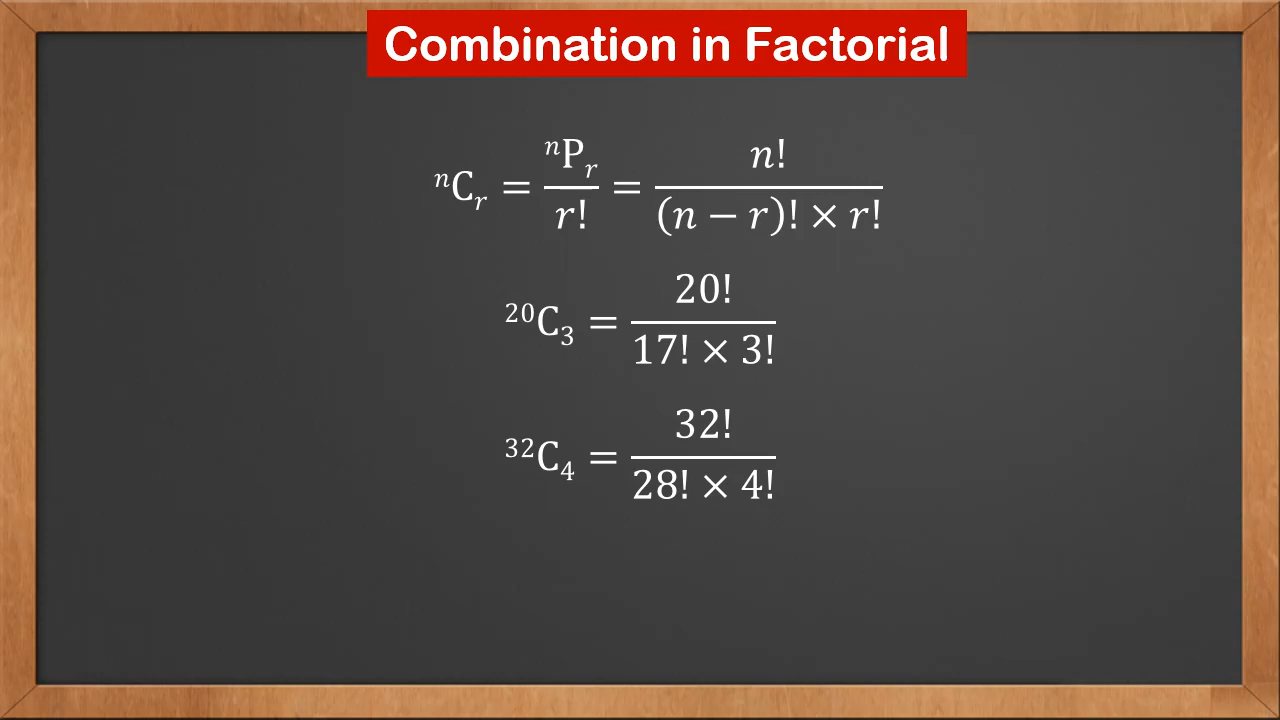 Combination in Factorial
ⁿCᵣ = ⁿPᵣ / r! = n! / (n − r)! × r!
²⁰C₃ = 20! / 17! × 3!
³²C₄ = 32! / 28! × 4!